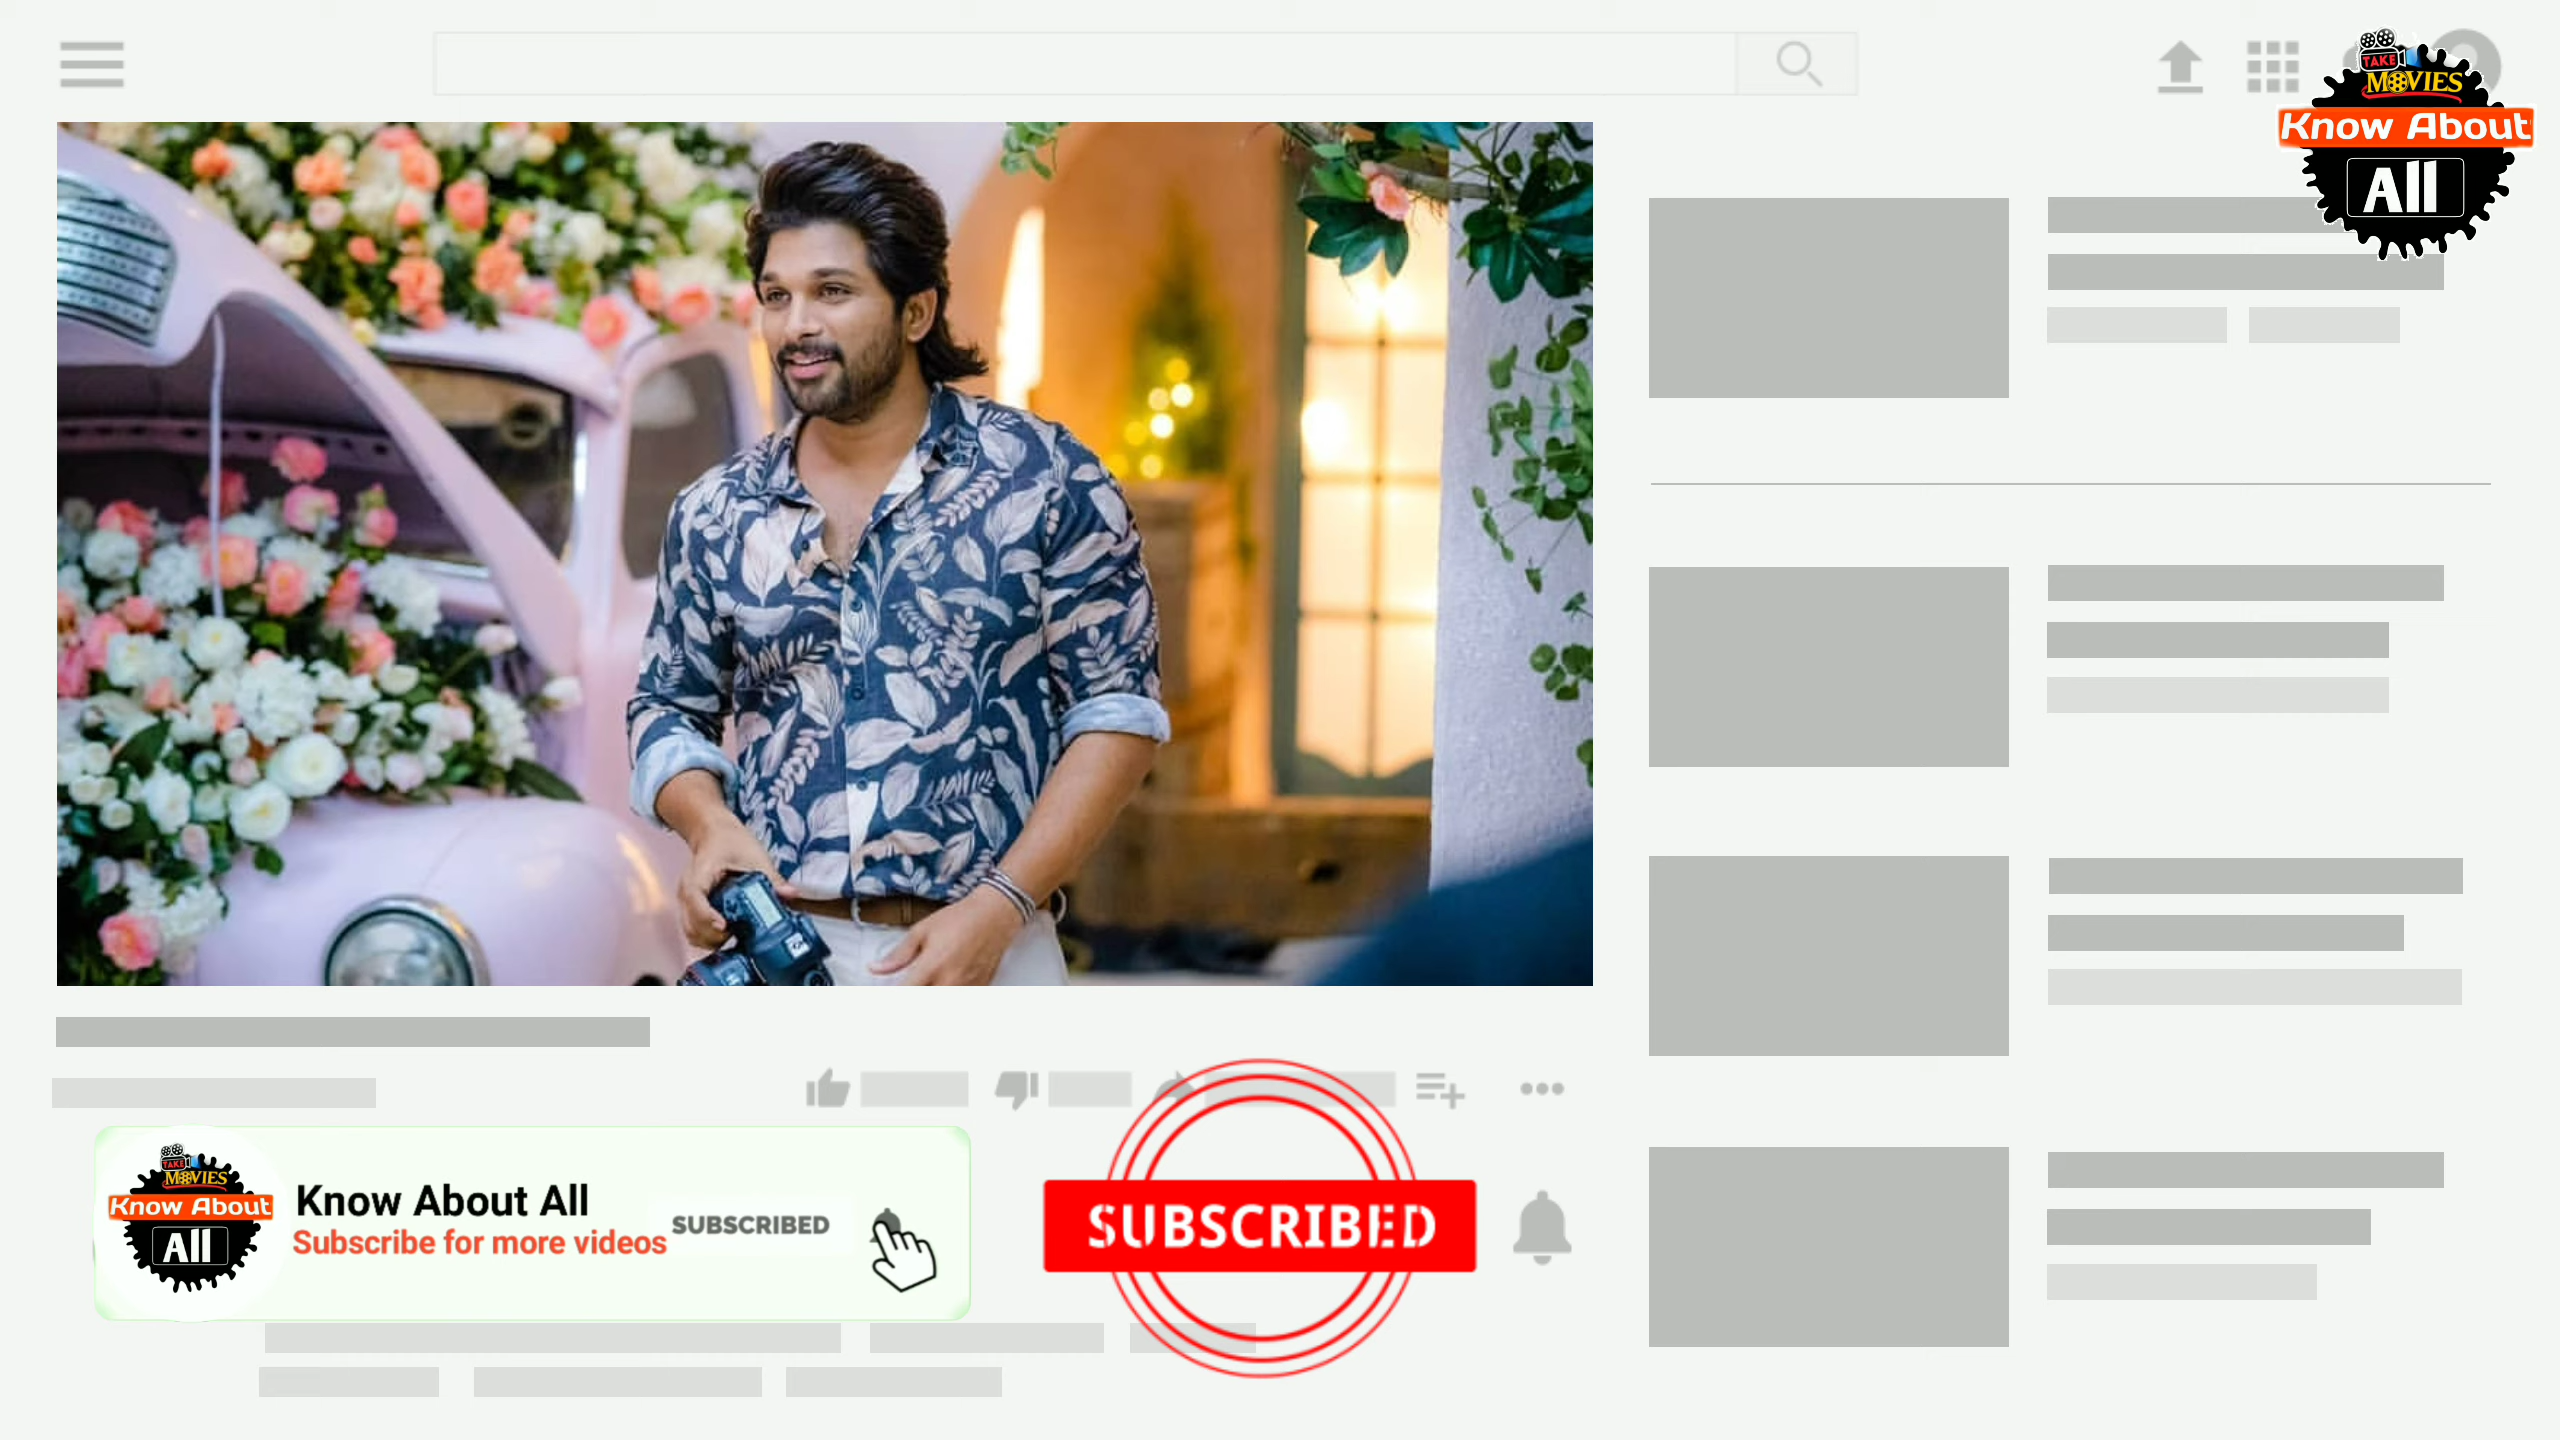 TAKE
MOVIES
Know About
All
TAKE
MOVIES
Know About
All
Know About All
Subscribe for more videos
SUBSCRIBED
SUBSCRIBED